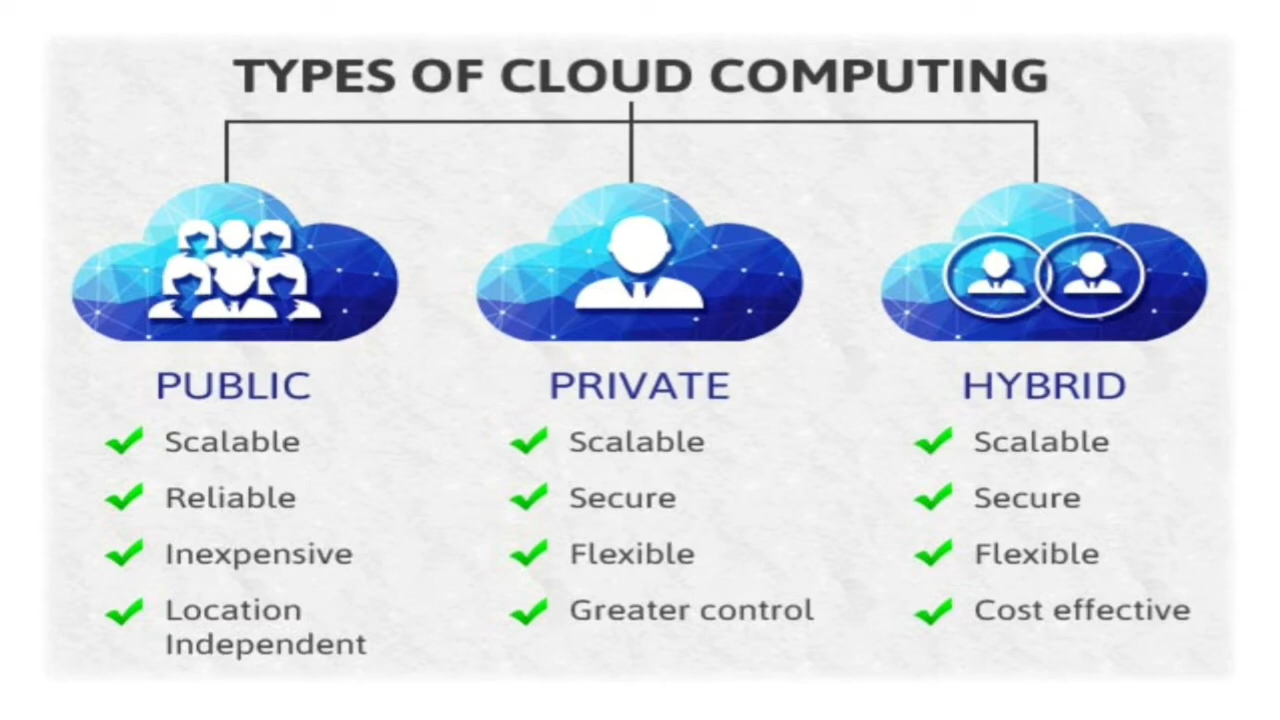 TYPES OF CLOUD COMPUTING
PUBLIC
Scalable
Reliable
Inexpensive
Location
Independent
PRIVATE
Scalable
Secure
Flexible
Greater control
HYBRID
Scalable
Secure
Flexible
Cost effective